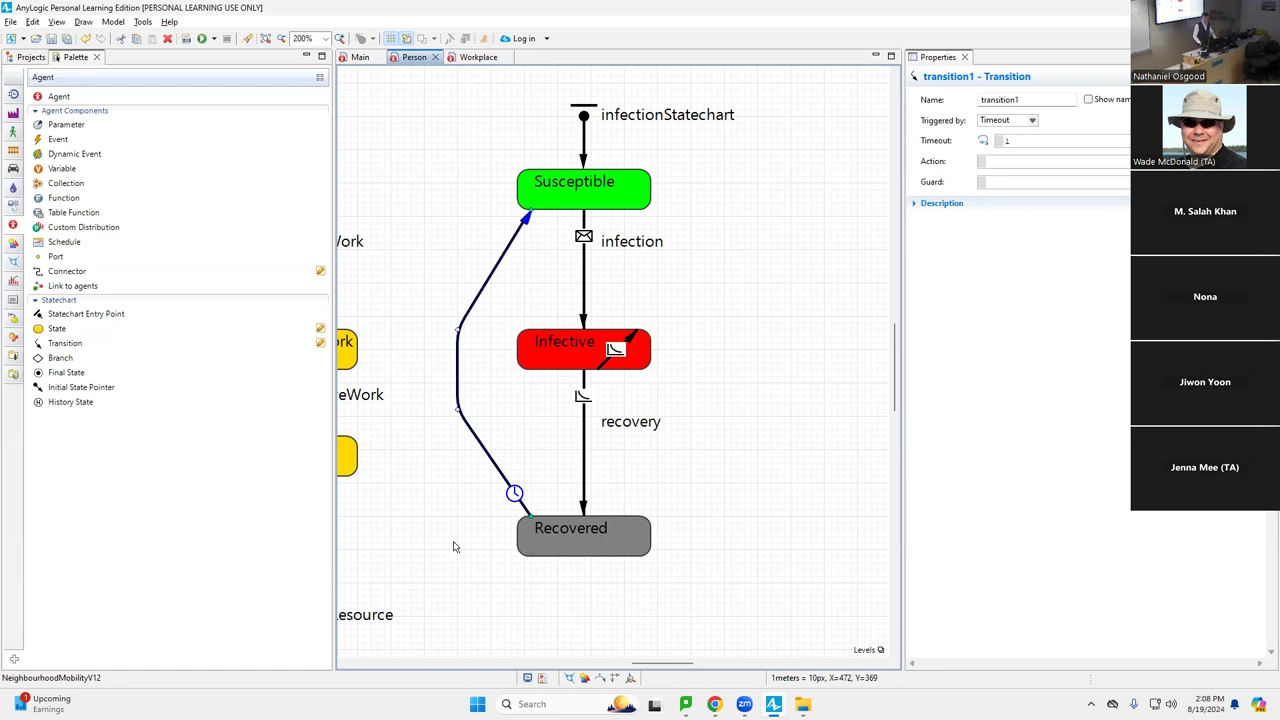 AnyLogic Personal Learning Edition [PERSONAL LEARNING USE ONLY]
File Edit View Draw Model Tools Help
200% Log in
Projects Palette
Main Person Workplace
Properties
Agent
Agent
Agent Components
Parameter
Event
Dynamic Event
Variable
Collection
Function
Table Function
Custom Distribution
Schedule
Port
Connector
Link to agents
Statechart
Statechart Entry Point
State
Transition
Branch
Final State
Initial State Pointer
History State
infectionStatechart
Susceptible
infection
Infective
recovery
Recovered
Work
ork
eWork
esource
Levels
transition1 - Transition
Name: transition1 Show nam
Triggered by: Timeout
Timeout: 1
Action:
Guard:
Description
Nathaniel Osgood
Wade McDonald (TA)
M. Salah Khan
Nona
Jiwon Yoon
Jenna Mee (TA)
NeighbourhoodMobilityV12
1meters = 10px, X=472, Y=369
1
Upcoming
Earnings
Search
zm
2:08 PM
8/19/2024